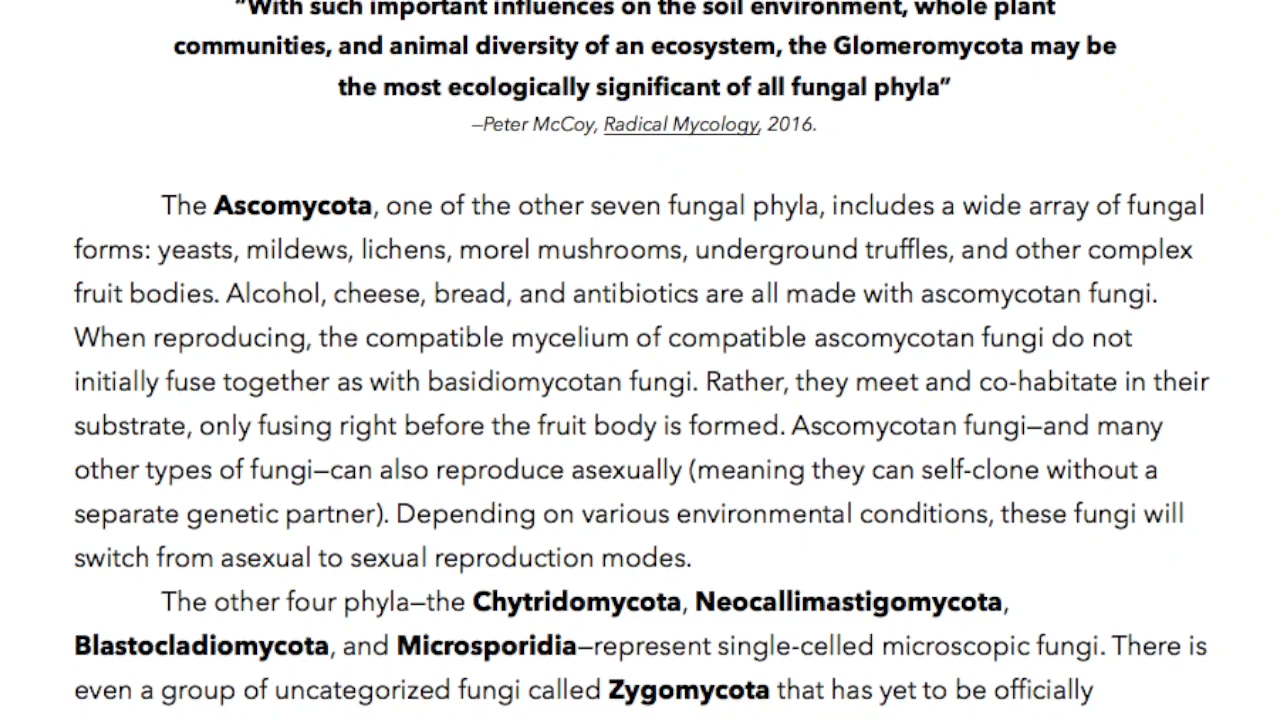 "With such important influences on the soil environment, whole plant
communities, and animal diversity of an ecosystem, the Glomeromycota may be
the most ecologically significant of all fungal phyla”
–Peter McCoy, Radical Mycology, 2016.
The Ascomycota, one of the other seven fungal phyla, includes a wide array of fungal
forms: yeasts, mildews, lichens, morel mushrooms, underground truffles, and other complex
fruit bodies. Alcohol, cheese, bread, and antibiotics are all made with ascomycotan fungi.
When reproducing, the compatible mycelium of compatible ascomycotan fungi do not
initially fuse together as with basidiomycotan fungi. Rather, they meet and co-habitate in their
substrate, only fusing right before the fruit body is formed. Ascomycotan fungi–and many
other types of fungi–can also reproduce asexually (meaning they can self-clone without a
separate genetic partner). Depending on various environmental conditions, these fungi will
switch from asexual to sexual reproduction modes.
The other four phyla–the Chytridomycota, Neocallimastigomycota,
Blastocladiomycota, and Microsporidia–represent single-celled microscopic fungi. There is
even a group of uncategorized fungi called Zygomycota that has yet to be officially